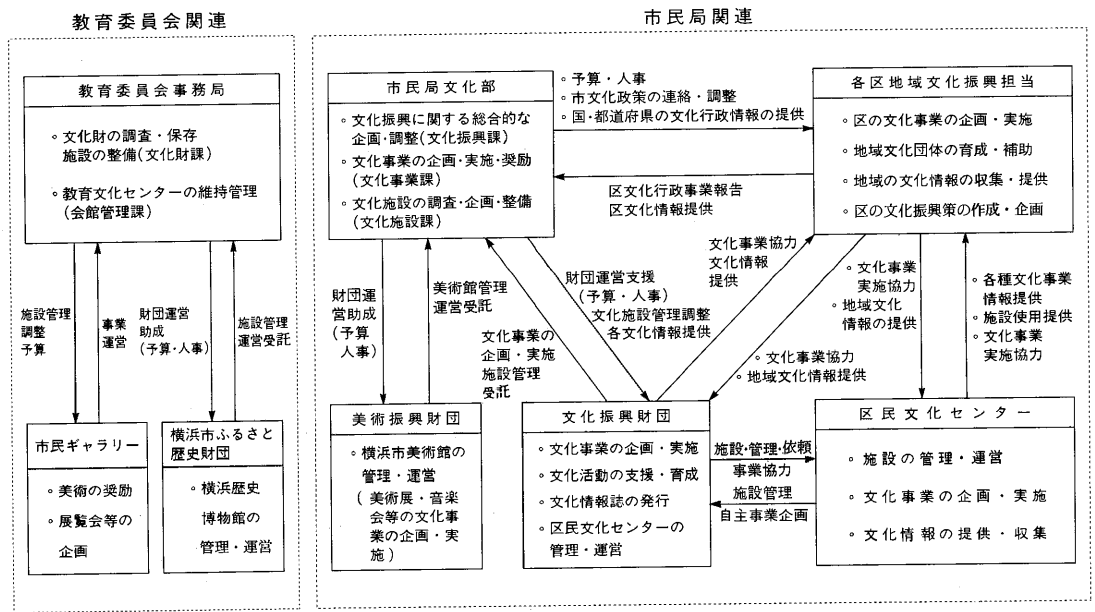 教育委員会関連
教育委員会事務局
◦文化財の調査・保存
施設の整備(文化財課)
◦教育文化センターの維持管理
(会館管理課)
施設管理
調整
予算
事業
運営
財団運営
助成
(予算・人事)
施設管理
運営受託
市民ギャラリー
◦美術の奨励
◦展覧会等の
企画
横浜市ふるさと
歴史財団
◦横浜歴史
博物館の
管理・運営
市民局関連
市民局文化部
◦文化振興に関する総合的な
企画・調整(文化振興課)
◦文化事業の企画・実施・奨励
(文化事業課)
◦文化施設の調査・企画・整備
(文化施設課)
◦予算・人事
◦市文化政策の連絡・調整
◦国・都道府県の文化行政情報の提供
区文化行政事業報告
区文化情報提供
各区地域文化振興担当
◦区の文化事業の企画・実施
◦地域文化団体の育成・補助
◦地域の文化情報の収集・提供
◦区の文化振興策の作成・企画
財団運
営助成
(予算
人事)
美術館管理
運営受託
文化事業の
企画・実施
施設管理
受託
財団運営支援
(予算・人事)
文化施設管理調整
各文化情報提供
文化事業協力
文化情報
提供
◦文化事業協力
◦地域文化情報提供
◦文化事業
実施協力
◦地域文化
情報の提供
◦各種文化事業
情報提供
◦施設使用提供
◦文化事業
実施協力
美術振興財団
◦横浜市美術館の
管理・運営
(美術展・音楽
会等の文化事
業の企画・実
施)
文化振興財団
◦文化事業の企画・実施
◦文化活動の支援・育成
◦文化情報誌の発行
◦区民文化センターの
管理・運営
施設・管理・依頼
事業協力
施設管理
自主事業企画
区民文化センター
◦施設の管理・運営
◦文化事業の企画・実施
◦文化情報の提供・収集